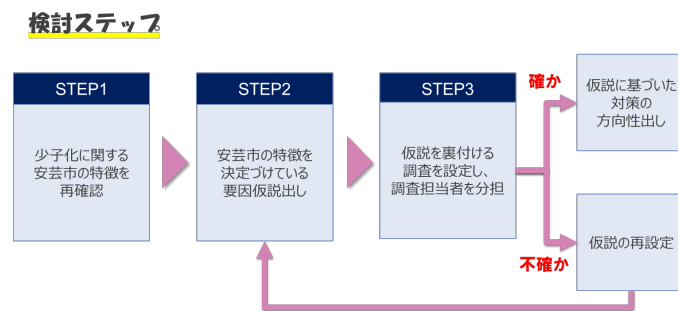 検討ステップ
STEP1
少子化に関する
安芸市の特徴を
再確認
STEP2
安芸市の特徴を
決定づけている
要因仮説出し
STEP3
仮説を裏付ける
調査を設定し、
調査担当者を分担
確か
仮説に基づいた
対策の
方向性出し
不確か
仮説の再設定